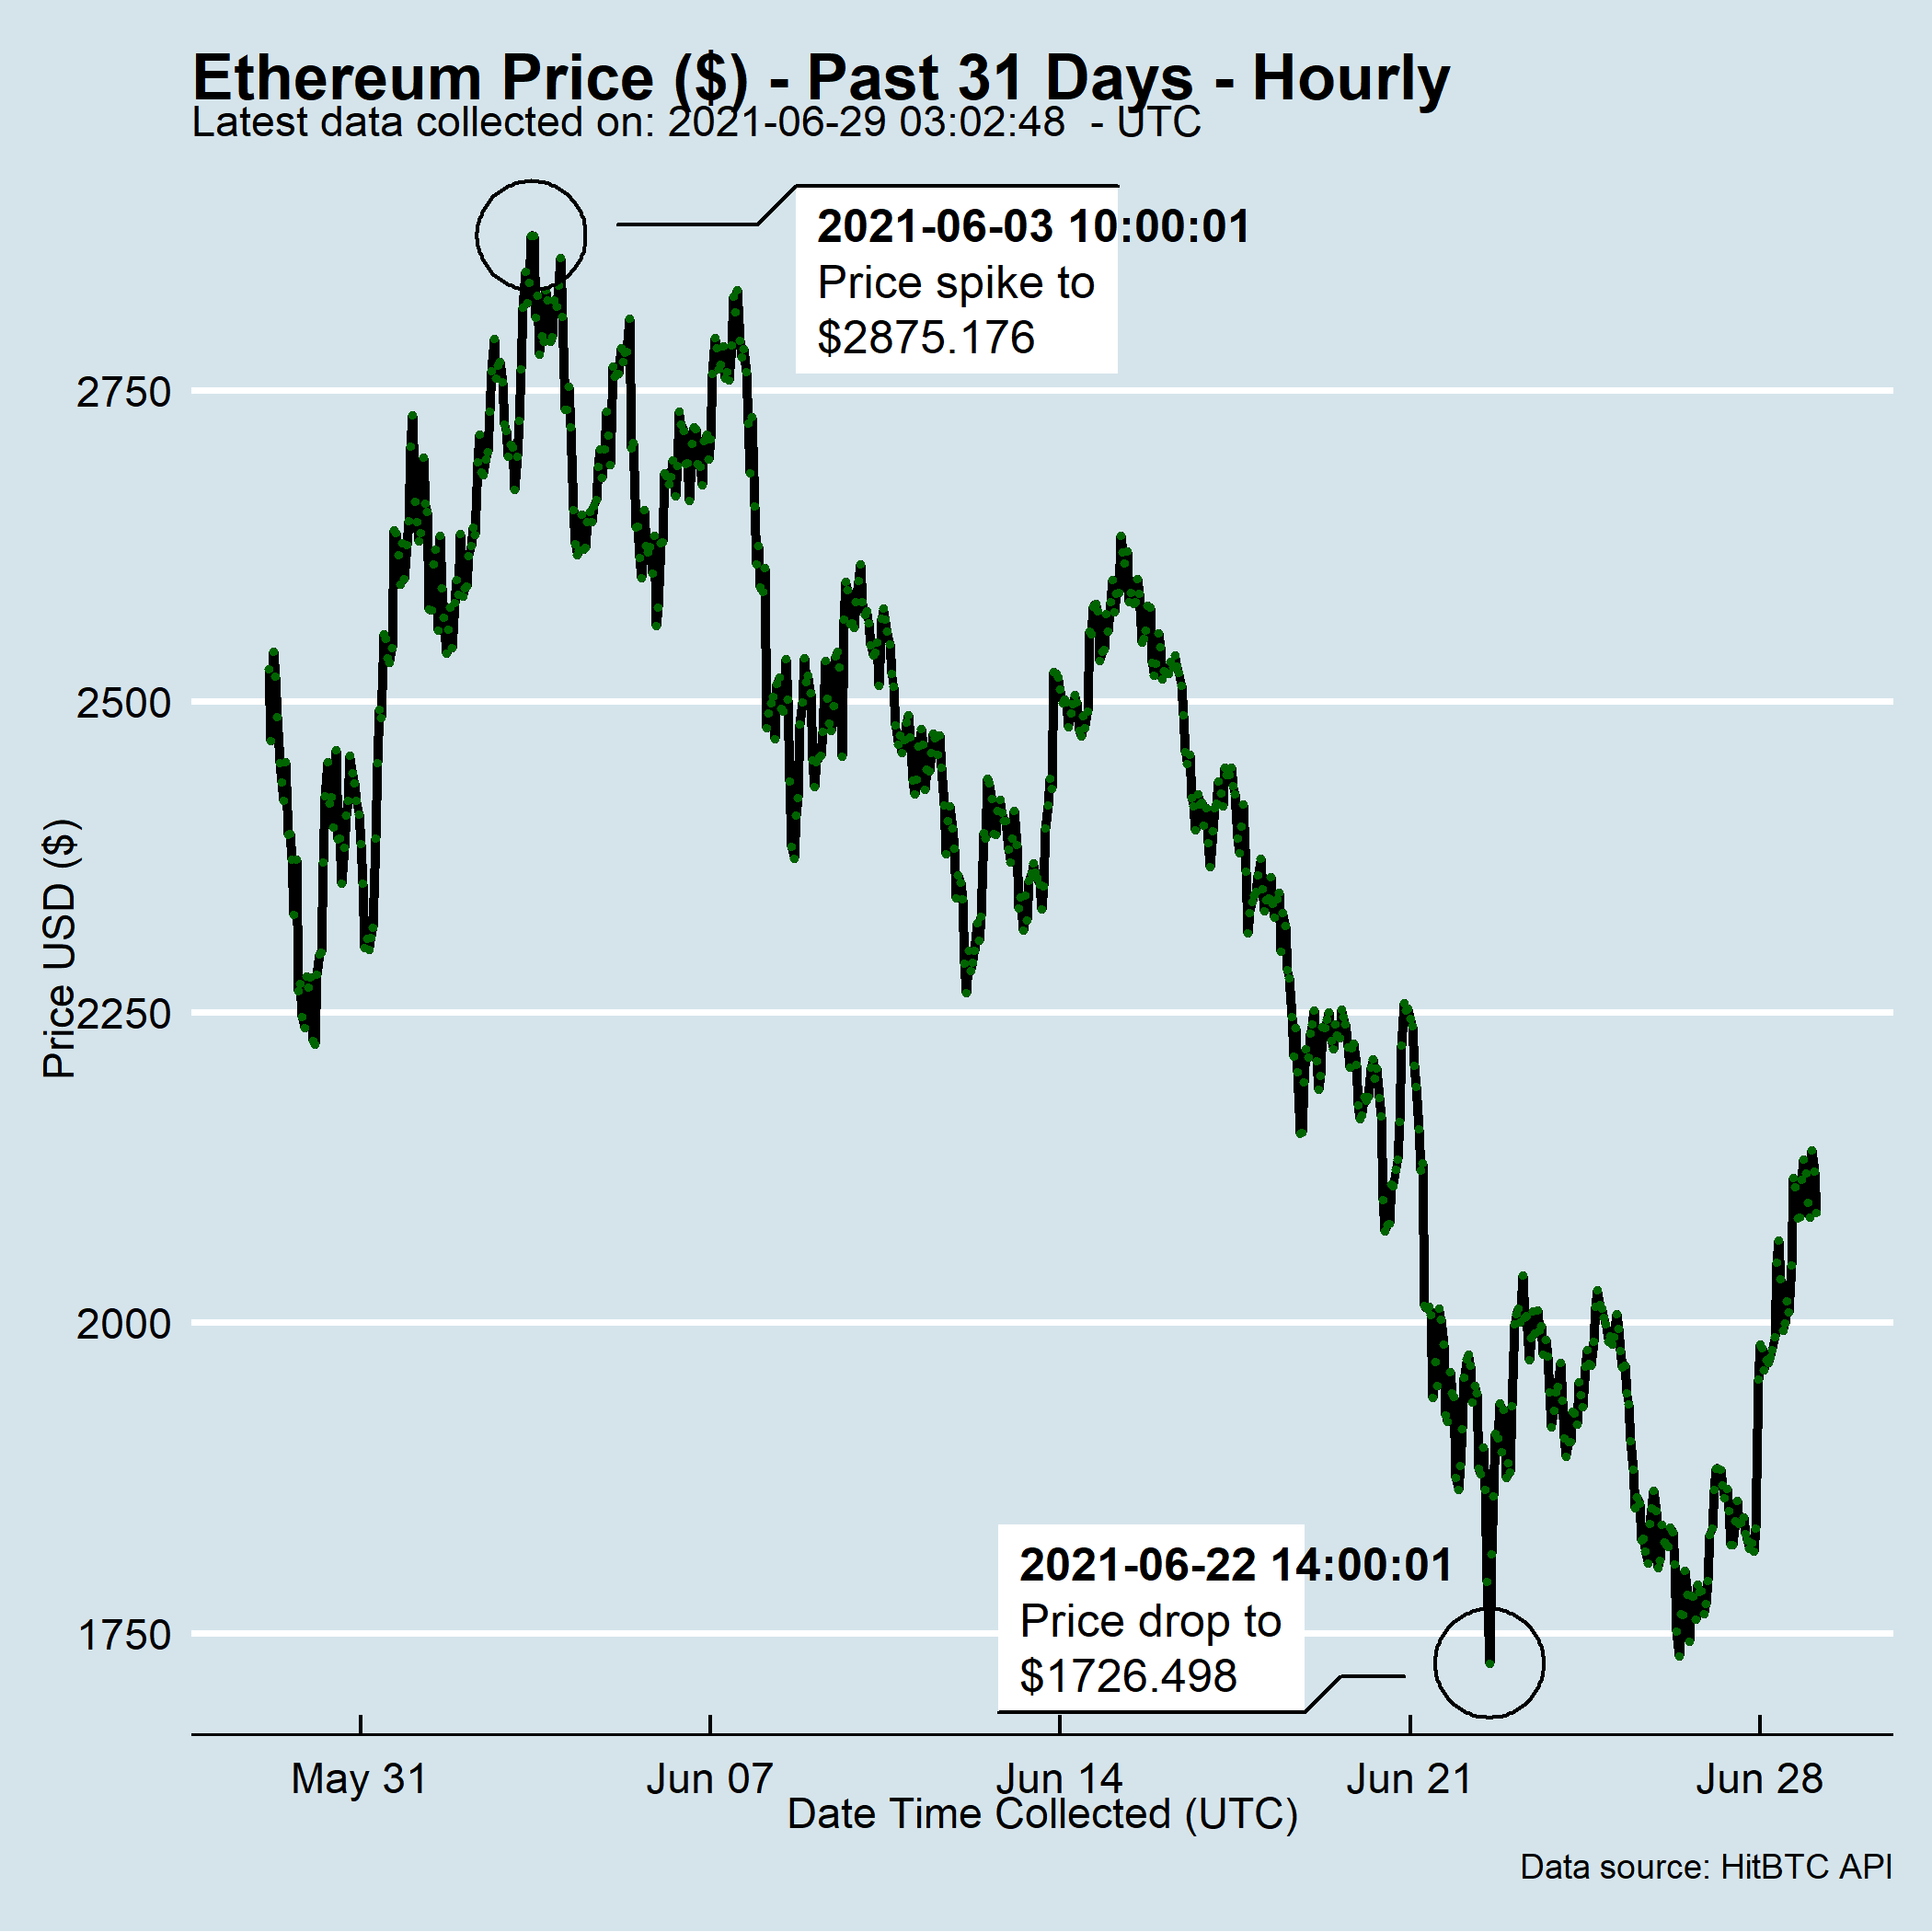 Ethereum Price ($) - Past 31 Days - Hourly
Latest data collected on: 2021-06-29 03:02:48  - UTC
2021-06-03 10:00:01
Price spike to
$2875.176
Price USD ($)
2750
2500
2250
2000
1750
2021-06-22 14:00:01
Price drop to
$1726.498
May 31
Jun 07
Jun 14
Jun 21
Jun 28
Date Time Collected (UTC)
Data source: HitBTC API